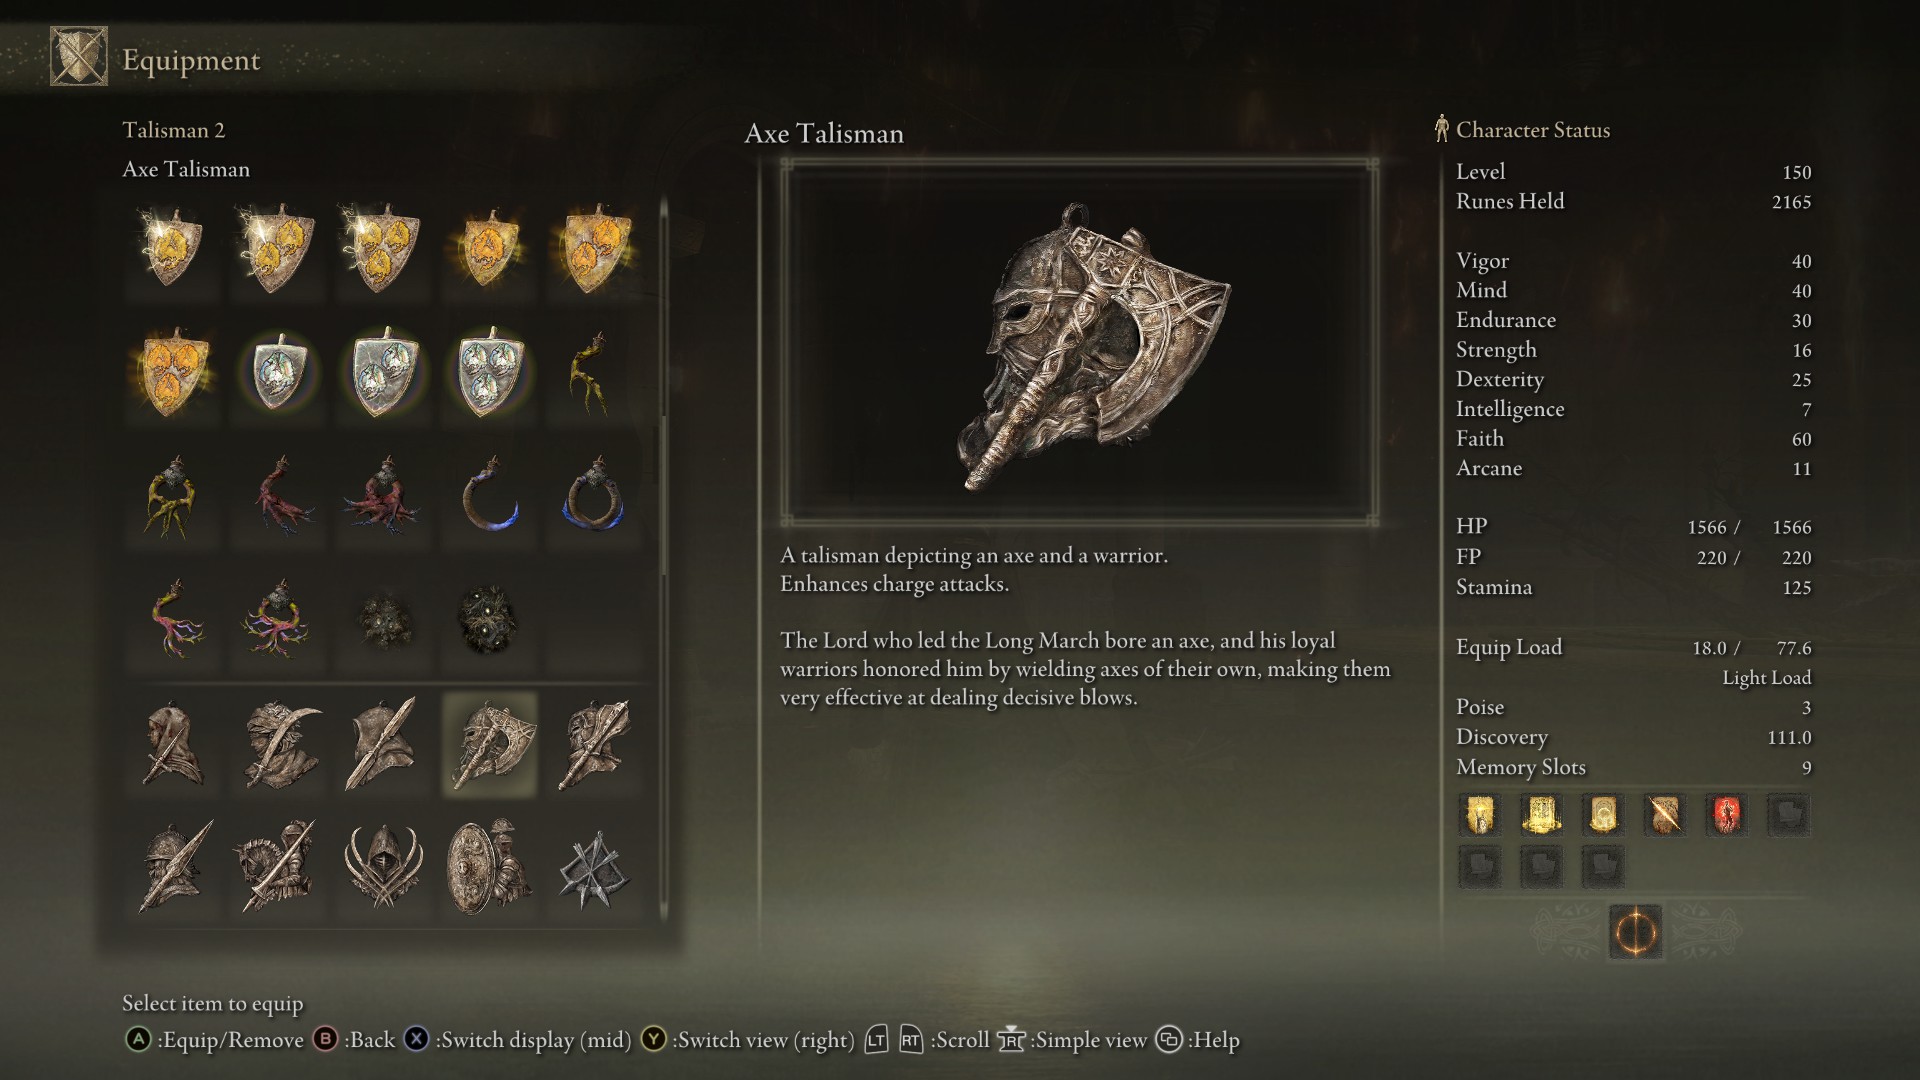 Equipment
Talisman 2
Axe Talisman
Axe Talisman
A talisman depicting an axe and a warrior.
Enhances charge attacks.
The Lord who led the Long March bore an axe, and his loyal
warriors honored him by wielding axes of their own, making them
very effective at dealing decisive blows.
Character Status
Level 150
Runes Held 2165
Vigor 40
Mind 40
Endurance 30
Strength 16
Dexterity 25
Intelligence 7
Faith 60
Arcane 11
HP 1566 / 1566
FP 220 / 220
Stamina 125
Equip Load 18.0 / 77.6
Light Load
Poise 3
Discovery 111.0
Memory Slots 9
Select item to equip
A :Equip/Remove B :Back X :Switch display (mid) Y :Switch view (right) LT RT :Scroll R :Simple view :Help